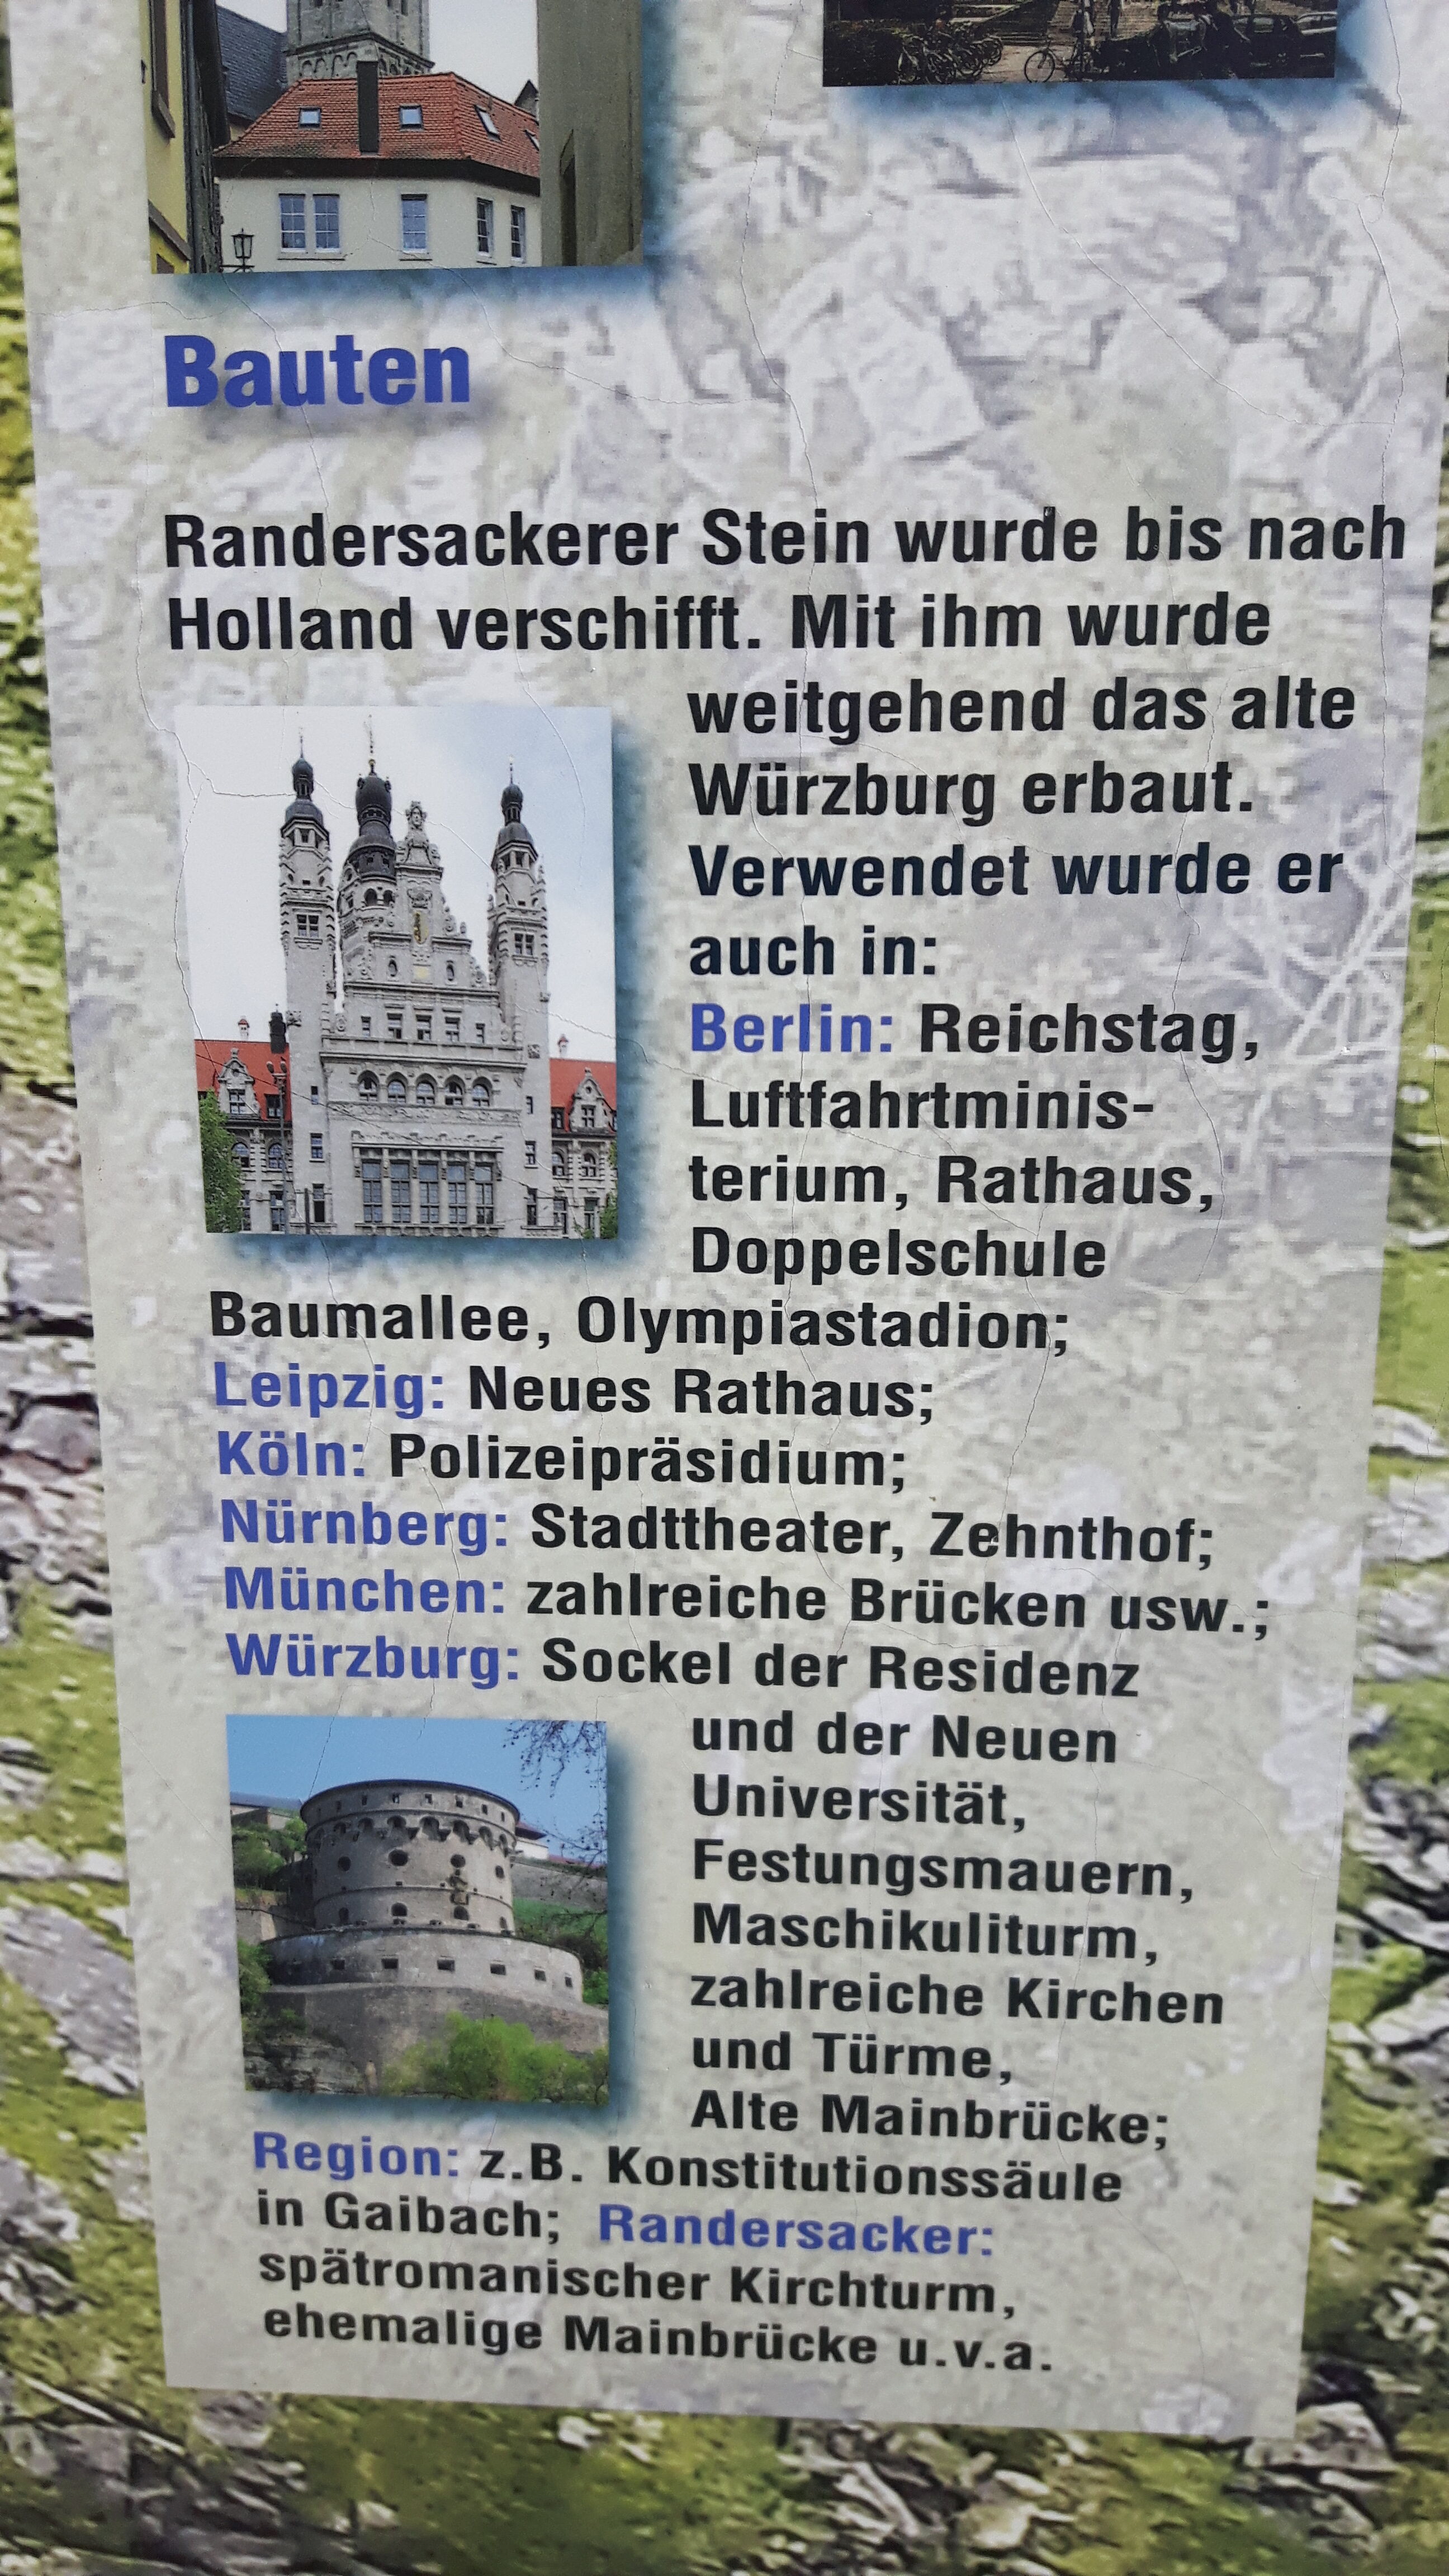 Bauten
Randersackerer Stein wurde bis nach
Holland verschifft. Mit ihm wurde
weitgehend das alte
Würzburg erbaut.
Verwendet wurde er
auch in:
Berlin: Reichstag,
Luftfahrtminis-
terium, Rathaus,
Doppelschule
Baumallee, Olympiastadion;
Leipzig: Neues Rathaus;
Köln: Polizeipräsidium;
Nürnberg: Stadttheater, Zehnthof;
München: zahlreiche Brücken usw.;
Würzburg: Sockel der Residenz
und der Neuen
Universität,
Festungsmauern,
Maschikuliturm,
zahlreiche Kirchen
und Türme,
Alte Mainbrücke;
Region: z.B. Konstitutionssäule
in Gaibach; Randersacker:
spätromanischer Kirchturm,
ehemalige Mainbrücke u.v.a.